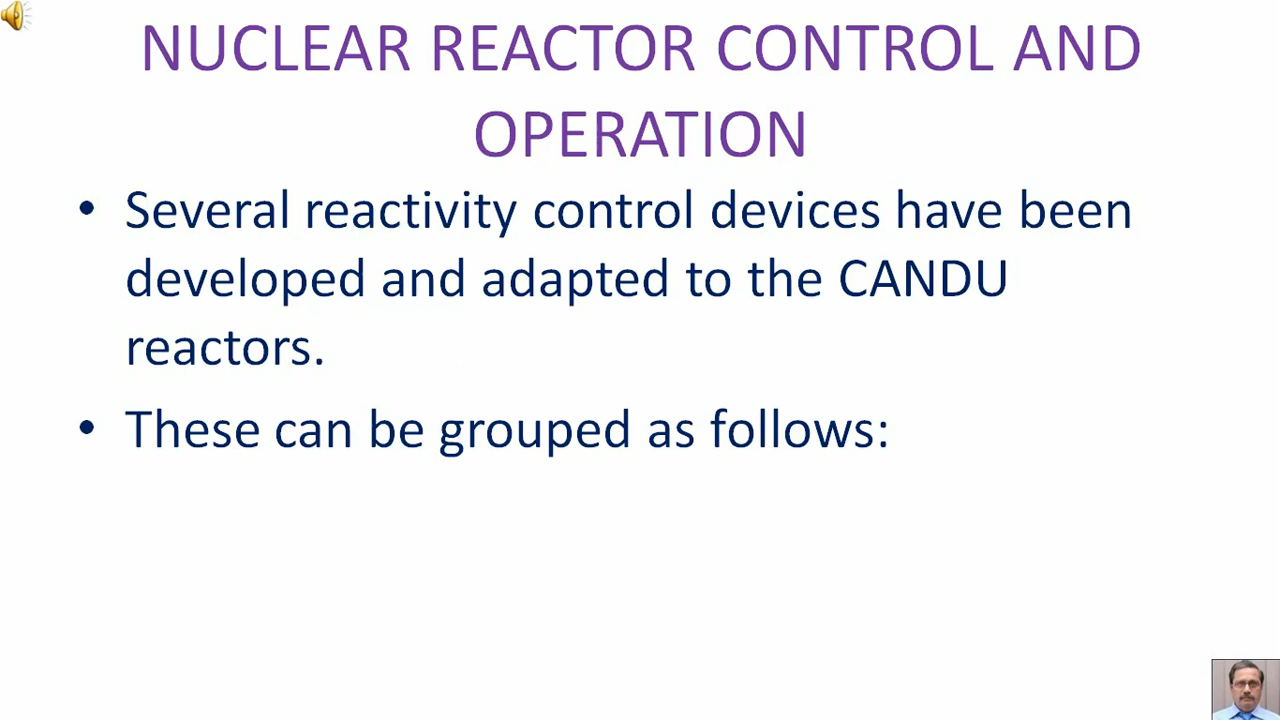 NUCLEAR REACTOR CONTROL AND
OPERATION
• Several reactivity control devices have been
developed and adapted to the CANDU
reactors.
• These can be grouped as follows: